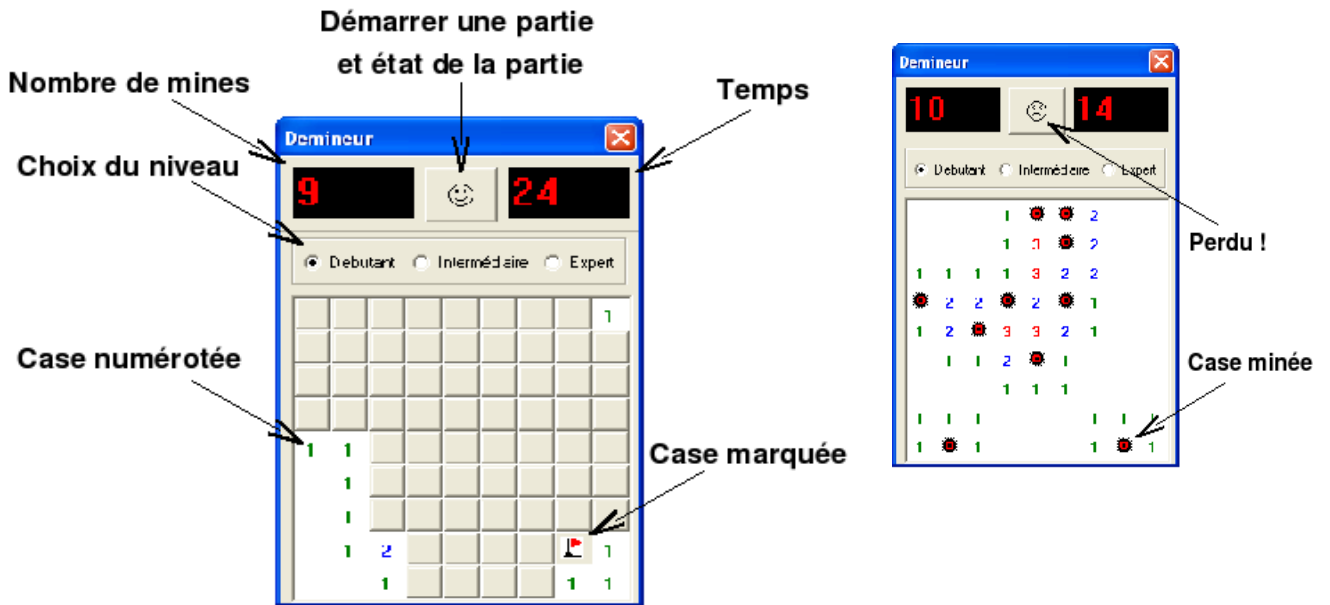 Démarrer une partie
et état de la partie
Nombre de mines
Temps
Choix du niveau
Case numérotée
Case marquée
Demineur
9
24
Debutant Intermédiaire Expert
1
1 1
1
1
1 2 1
1 1 1
Demineur
10
14
Debutant Intermédiaire Expert
1 2
1 3 2
1 1 1 1 3 2 2
2 2 2 1
1 2 3 3 2 1
1 1 2 1
1 1 1
1 1 1 1 1 1
1 1 1 1
Perdu !
Case minée